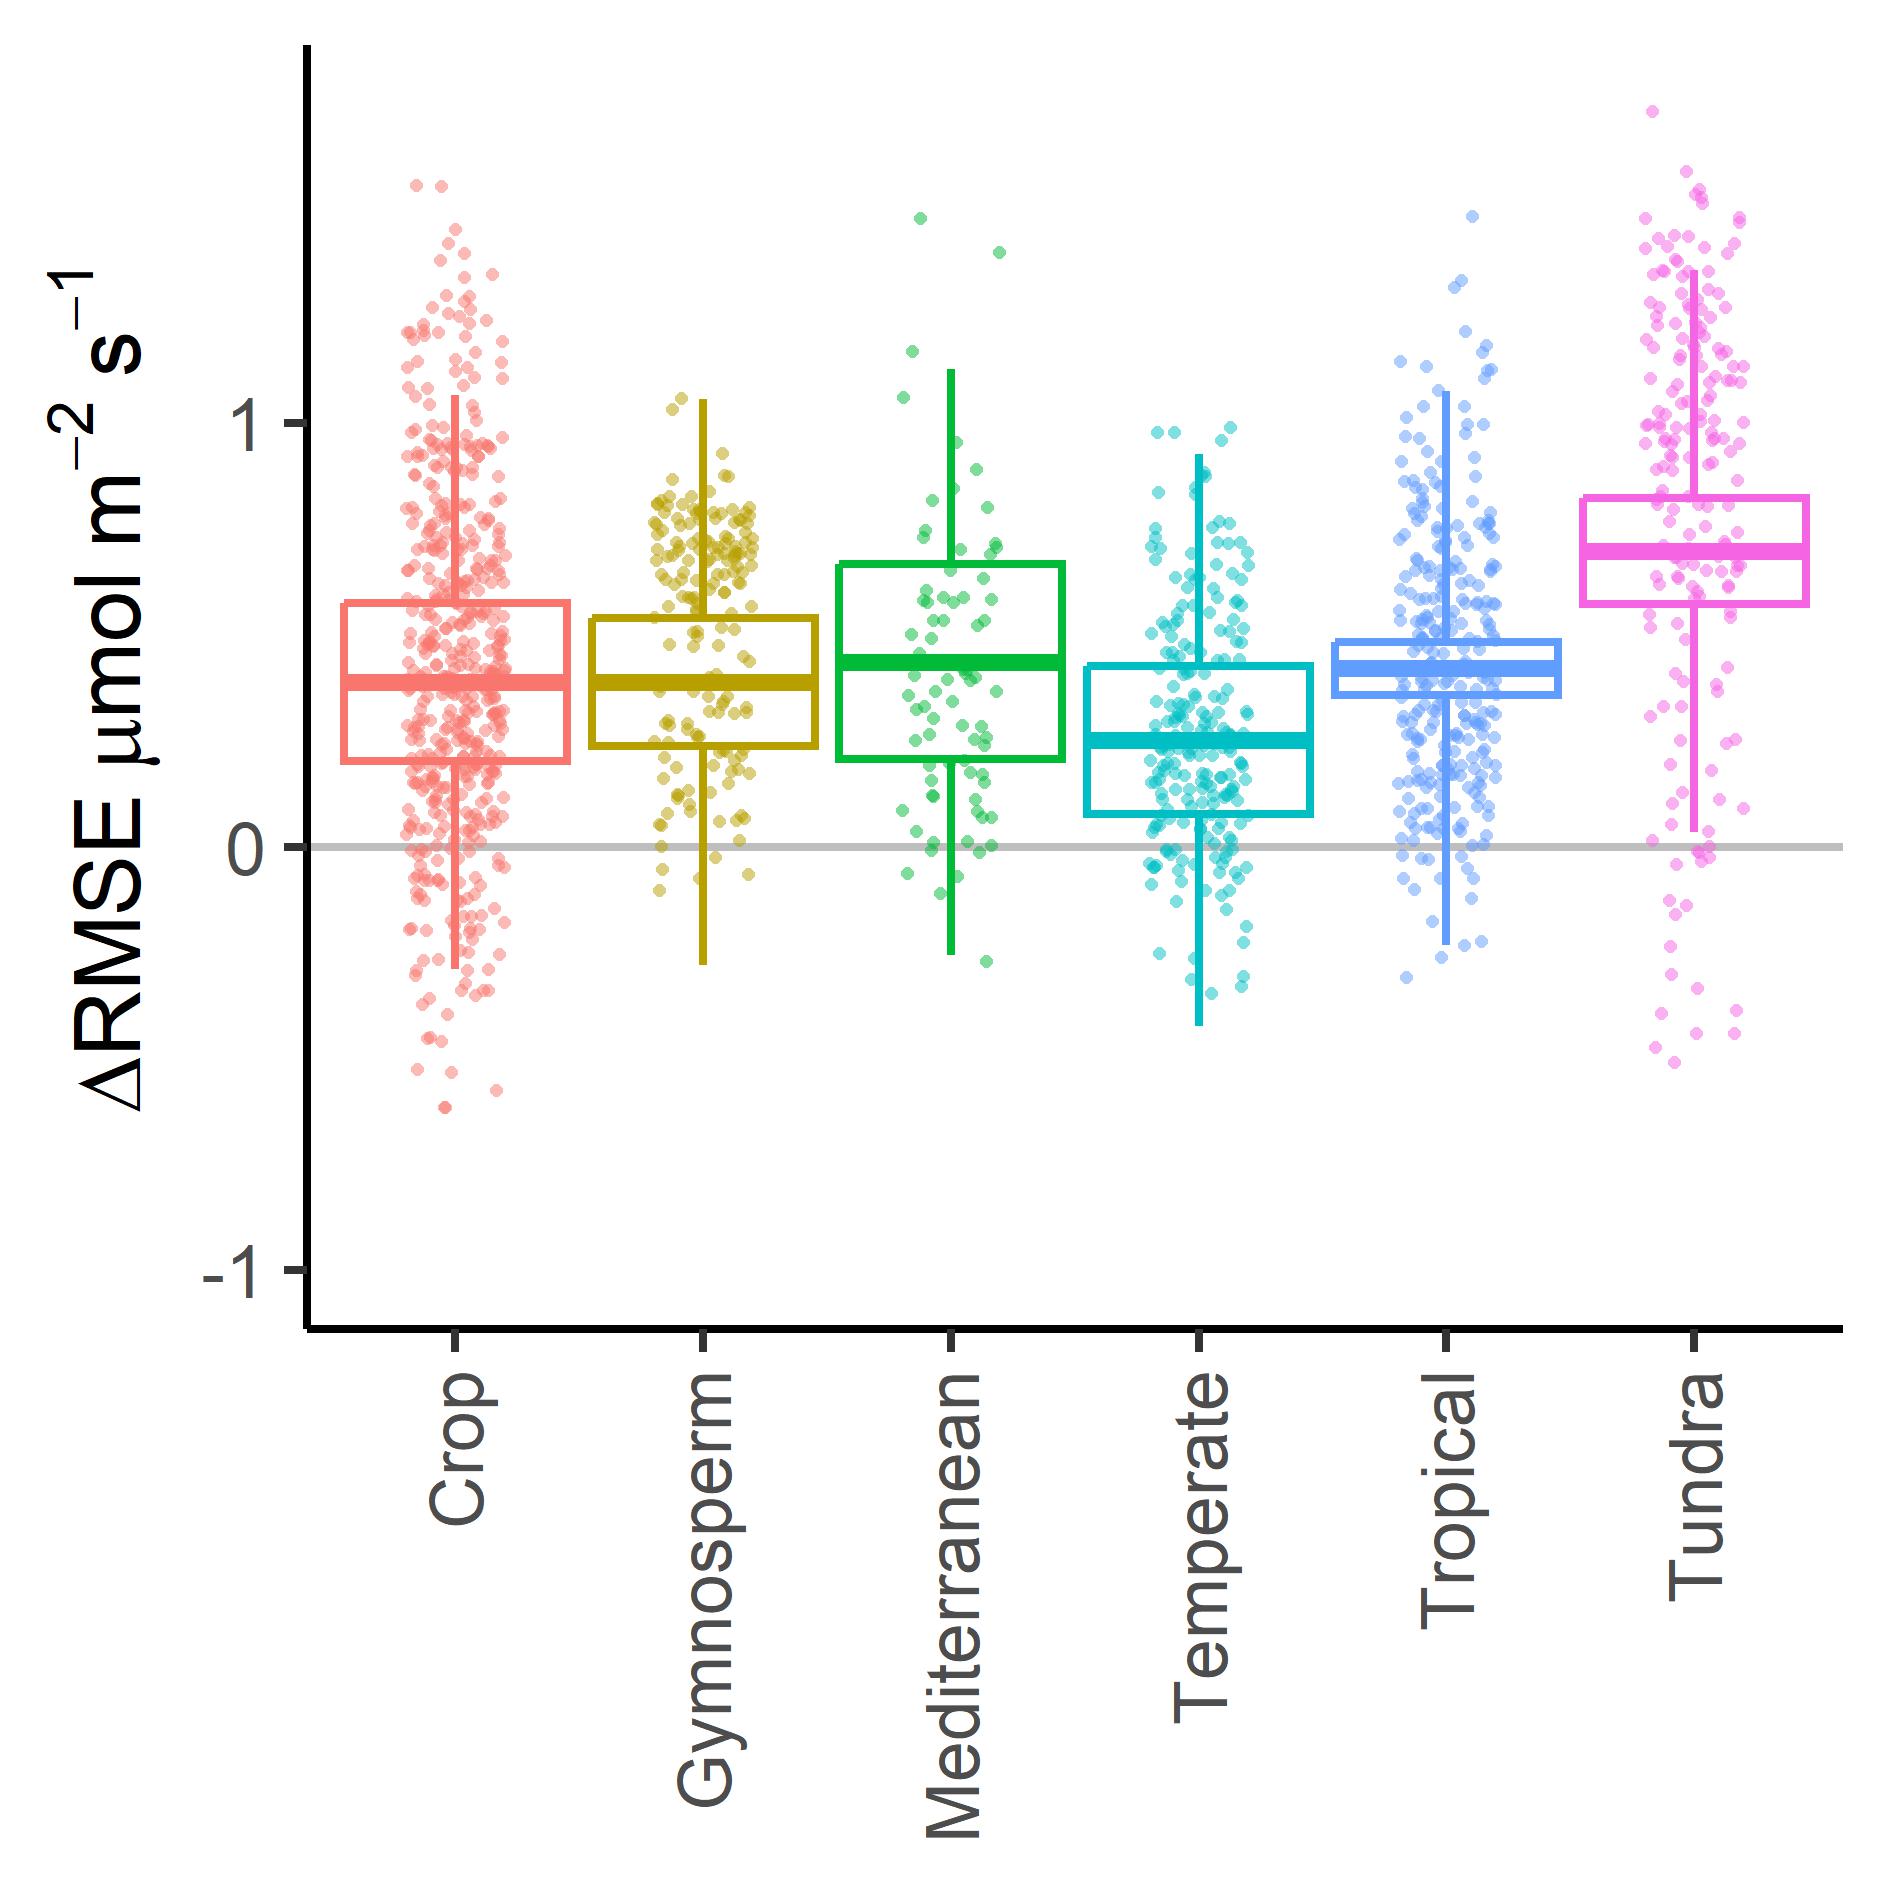 ΔRMSE μmol m⁻² s⁻¹
1
0
-1
Crop
Gymnosperm
Mediterranean
Temperate
Tropical
Tundra